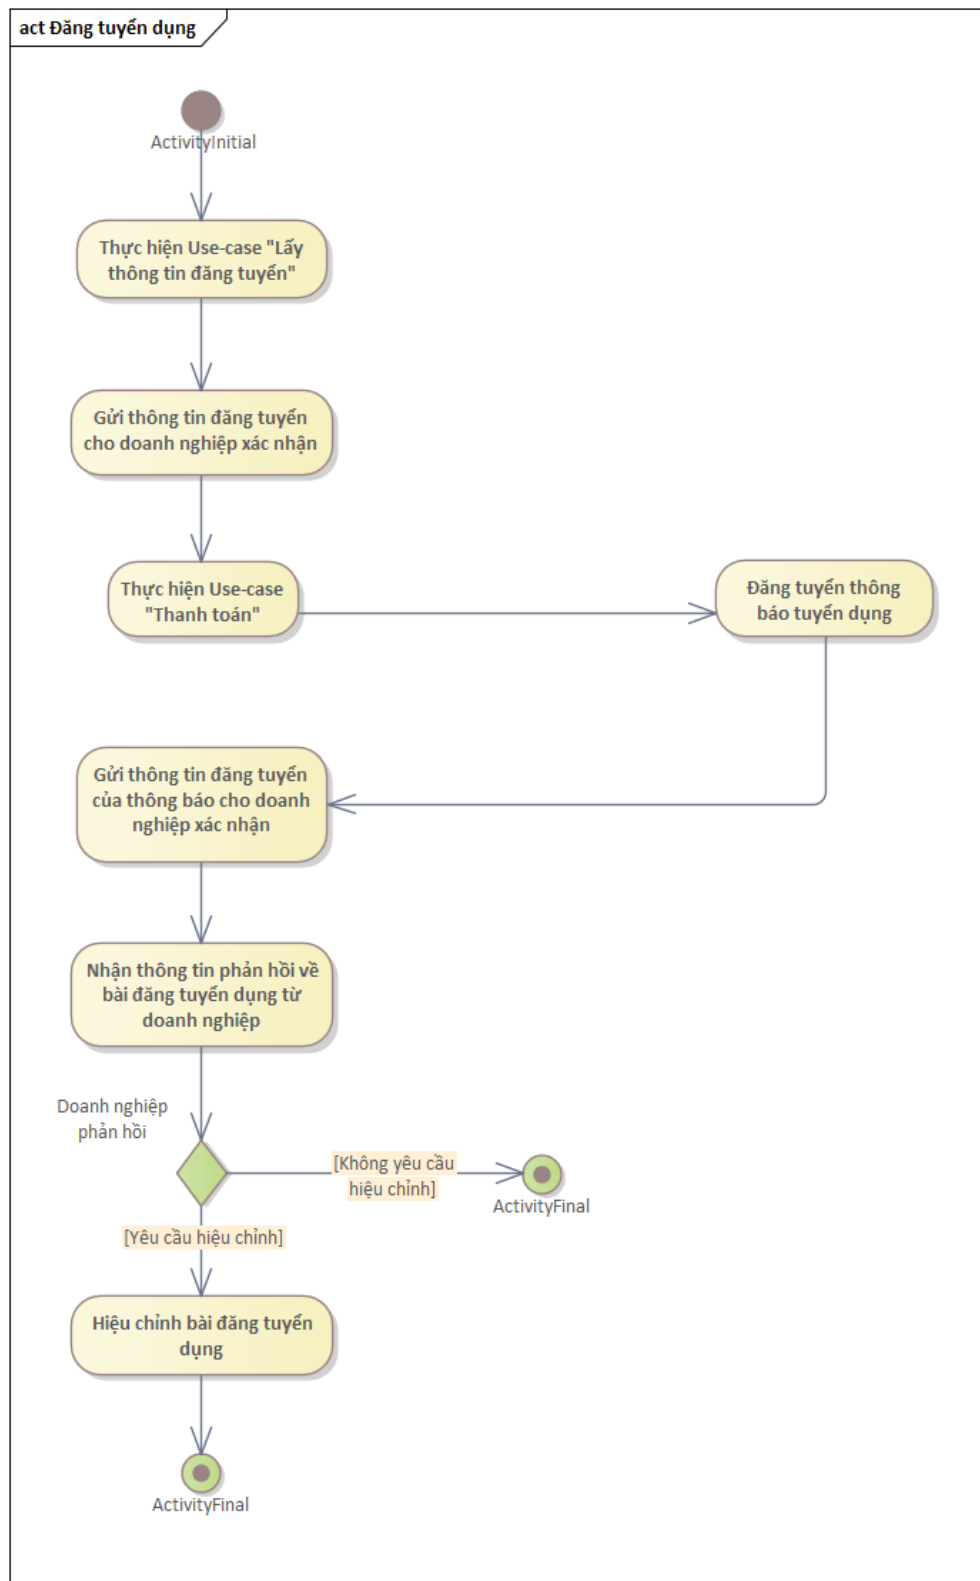 act Đăng tuyển dụng
ActivityInitial
Thực hiện Use-case "Lấy
thông tin đăng tuyển"
Gửi thông tin đăng tuyển
cho doanh nghiệp xác nhận
Thực hiện Use-case
"Thanh toán"
Đăng tuyển thông
báo tuyển dụng
Gửi thông tin đăng tuyển
của thông báo cho doanh
nghiệp xác nhận
Nhận thông tin phản hồi về
bài đăng tuyển dụng từ
doanh nghiệp
Doanh nghiệp
phản hồi
[Không yêu cầu
hiệu chỉnh]
ActivityFinal
[Yêu cầu hiệu chỉnh]
Hiệu chỉnh bài đăng tuyển
dụng
ActivityFinal